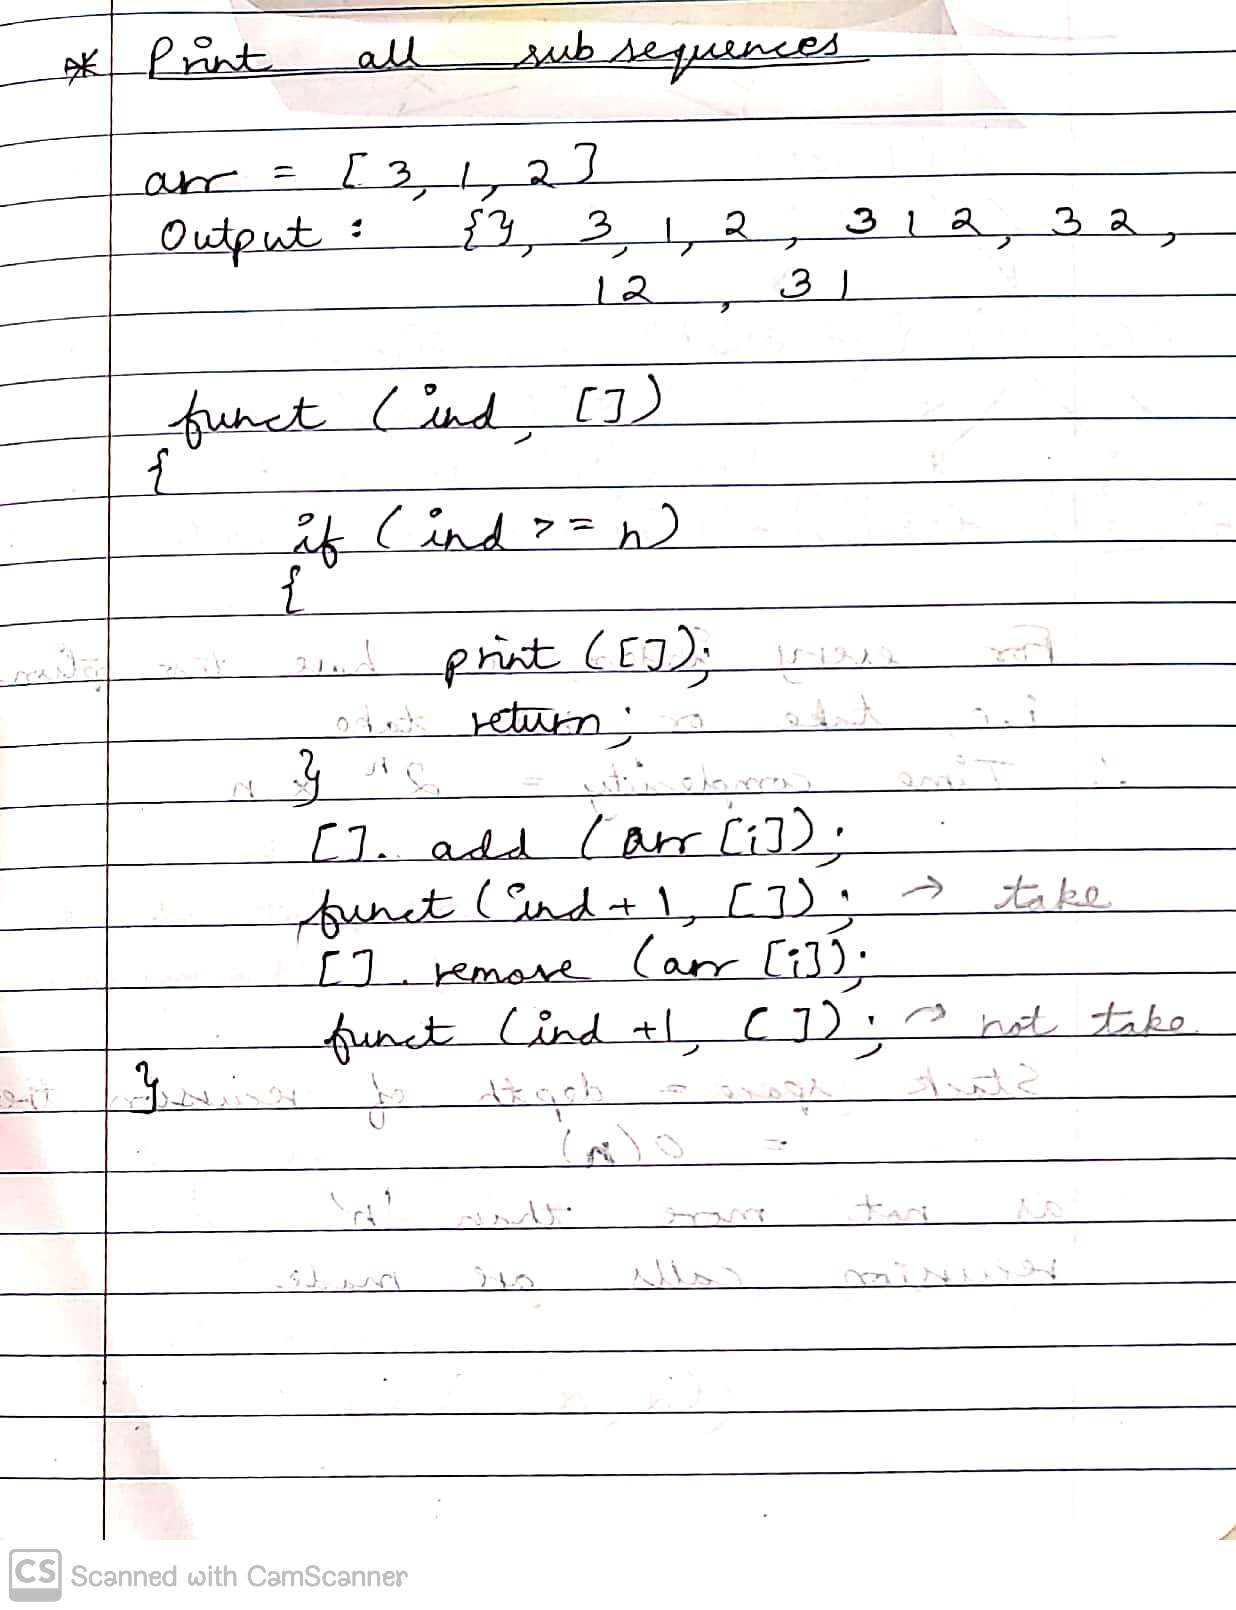 * Print all subsequences
arr = [3, 1, 2]
Output : {}, 3, 1, 2, 3 1 2, 3 2,
1 2, 3 1
funct (ind, [])
{
if (ind >= n)
{
print ([]);
return;
}
[]. add (arr [i]);
funct (ind + 1, []); → take
[]. remove (arr [i]);
funct (ind +1, []); → not take
}
CS Scanned with CamScanner